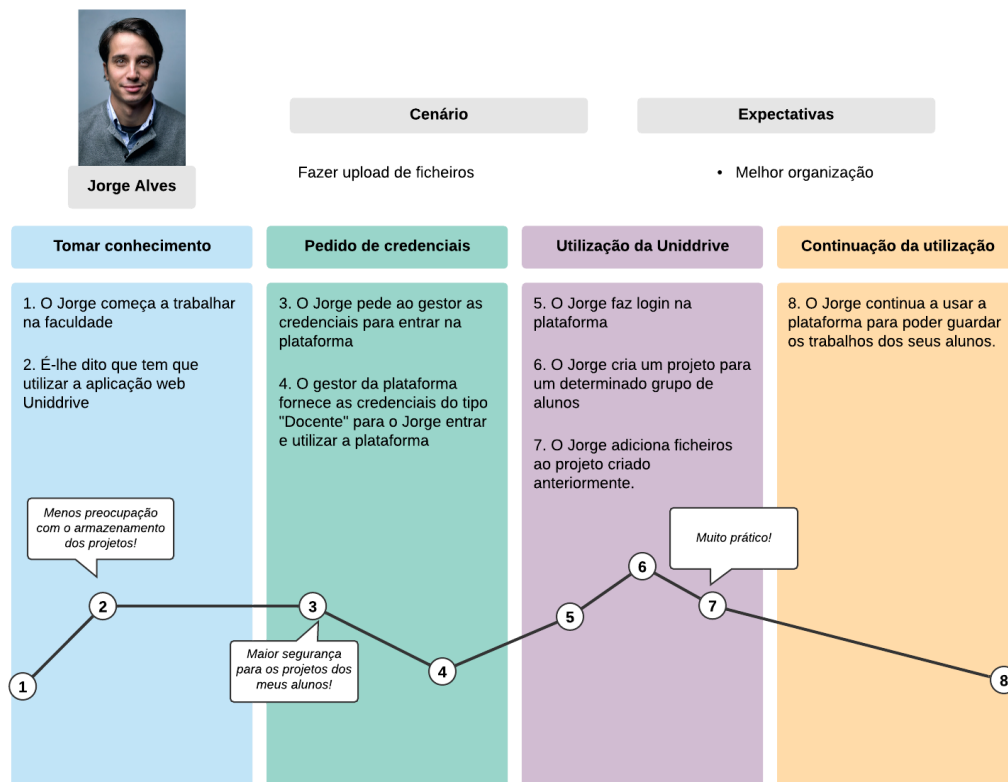 Jorge Alves
Cenário
Fazer upload de ficheiros
Expectativas
• Melhor organização
Tomar conhecimento
1. O Jorge começa a trabalhar
na faculdade
2. É-lhe dito que tem que
utilizar a aplicação web
Uniddrive
Pedido de credenciais
3. O Jorge pede ao gestor as
credenciais para entrar na
plataforma
4. O gestor da plataforma
fornece as credenciais do tipo
"Docente" para o Jorge entrar
e utilizar a plataforma
Utilização da Uniddrive
5. O Jorge faz login na
plataforma
6. O Jorge cria um projeto para
um determinado grupo de
alunos
7. O Jorge adiciona ficheiros
ao projeto criado
anteriormente.
Continuação da utilização
8. O Jorge continua a usar a
plataforma para poder guardar
os trabalhos dos seus alunos.
Menos preocupação
com o armazenamento
dos projetos!
Maior segurança
para os projetos dos
meus alunos!
Muito prático!
1
2
3
4
5
6
7
8